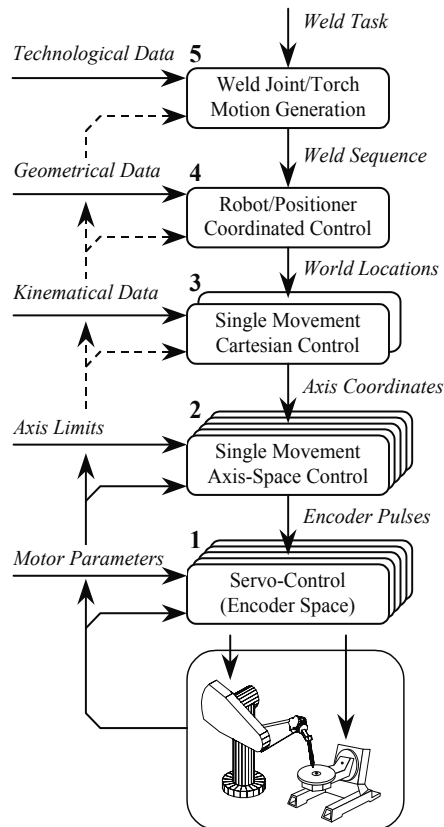 Weld Task
Technological Data
5
Weld Joint/Torch
Motion Generation
Weld Sequence
Geometrical Data
4
Robot/Positioner
Coordinated Control
World Locations
Kinematical Data
3
Single Movement
Cartesian Control
Axis Coordinates
Axis Limits
2
Single Movement
Axis-Space Control
Encoder Pulses
Motor Parameters
1
Servo-Control
(Encoder Space)